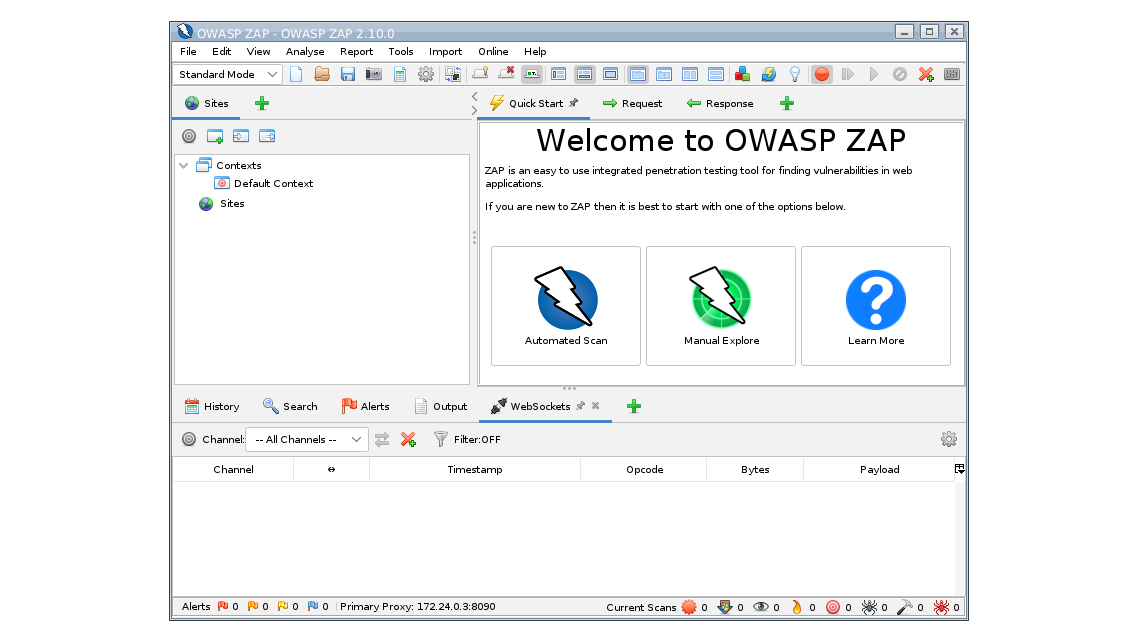 OWASP ZAP - OWASP ZAP 2.10.0
File Edit View Analyse Report Tools Import Online Help
Standard Mode
Sites
Quick Start Request Response
Contexts
Default Context
Sites
Welcome to OWASP ZAP
ZAP is an easy to use integrated penetration testing tool for finding vulnerabilities in web
applications.
If you are new to ZAP then it is best to start with one of the options below.
Automated Scan Manual Explore Learn More
History Search Alerts Output WebSockets
Channel: -- All Channels -- Filter:OFF
Channel ↔ Timestamp Opcode Bytes Payload
Alerts 0 0 0 0 Primary Proxy: 172.24.0.3:8090 Current Scans 0 0 0 0 0 0 0 0